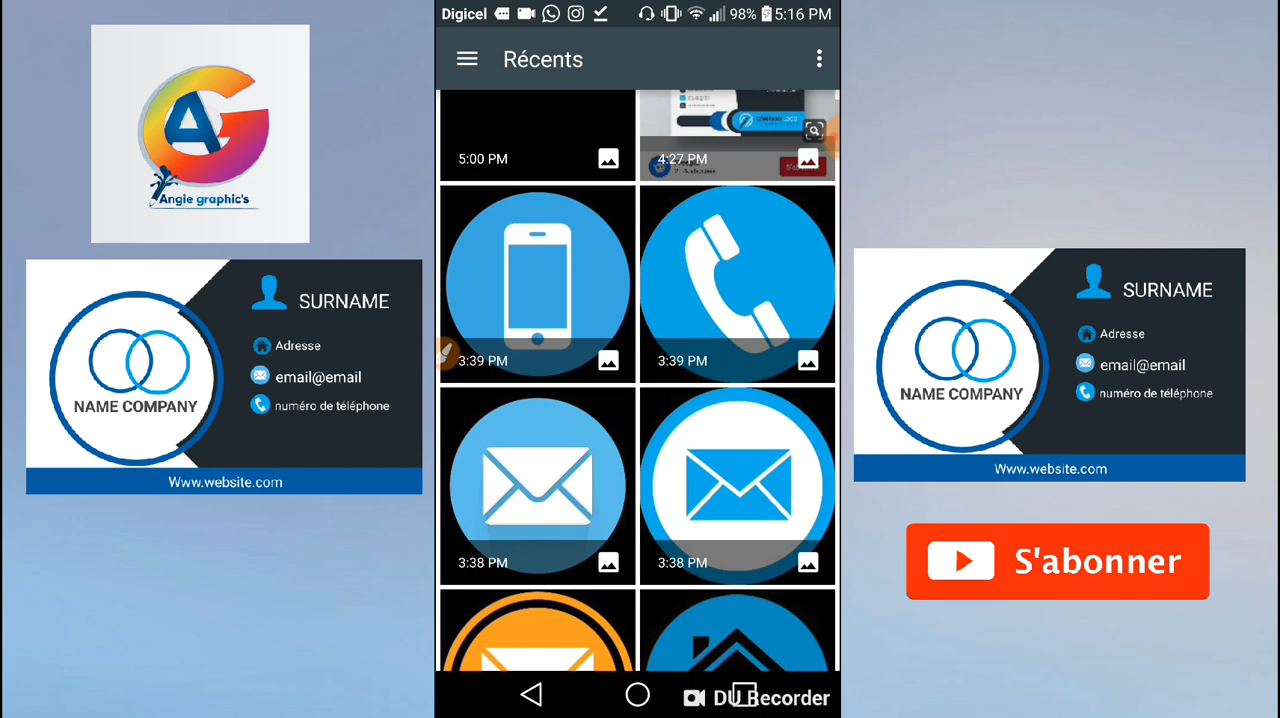 Digicel
98%
5:16 PM
Récents
5:00 PM
COMPANY LOGO
4:27 PM
3:39 PM
3:39 PM
3:38 PM
3:38 PM
DU Recorder
AG
Angie graphic's
SURNAME
Adresse
email@email
numéro de téléphone
NAME COMPANY
Www.website.com
SURNAME
Adresse
email@email
numéro de téléphone
NAME COMPANY
Www.website.com
S'abonner